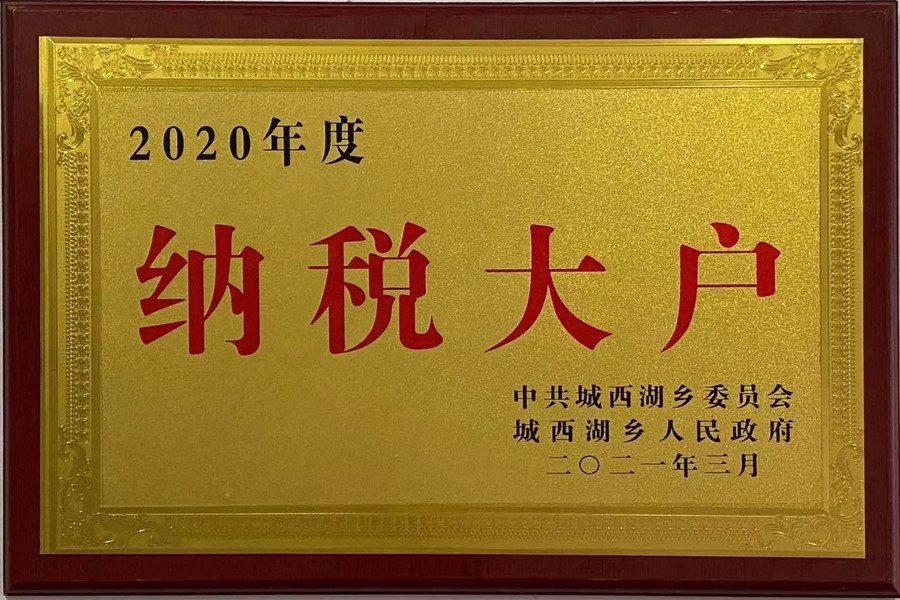 2020年度
纳税大户
中共城西湖乡委员会
城西湖乡人民政府
二〇二一年三月